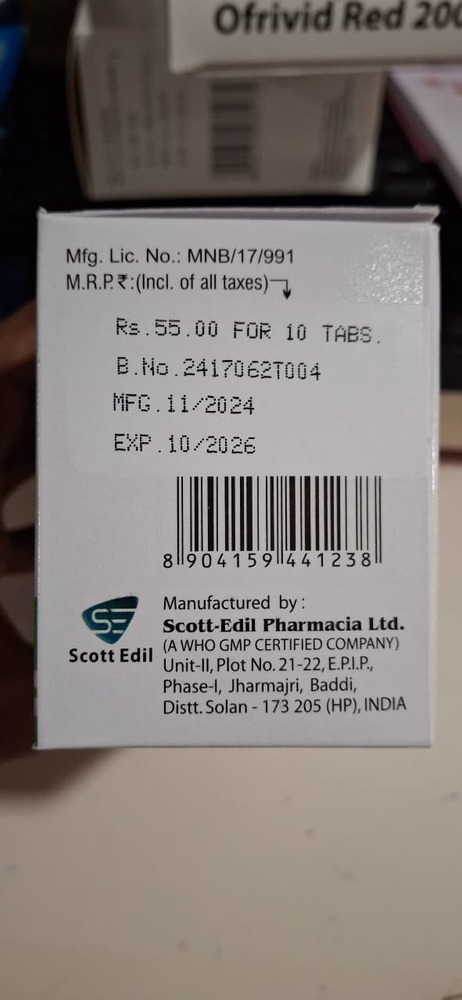 Ofrivid Red 200
Mfg. Lic. No.: MNB/17/991
M.R.P.₹:(Incl. of all taxes)
Rs.55.00 FOR 10 TABS.
B.No.2417062T004
MFG.11/2024
EXP.10/2026
8 904159 441238
SE
Scott Edil
Manufactured by :
Scott-Edil Pharmacia Ltd.
(A WHO GMP CERTIFIED COMPANY)
Unit-II, Plot No. 21-22, E.P.I.P.,
Phase-I, Jharmajri, Baddi,
Distt. Solan - 173 205 (HP), INDIA